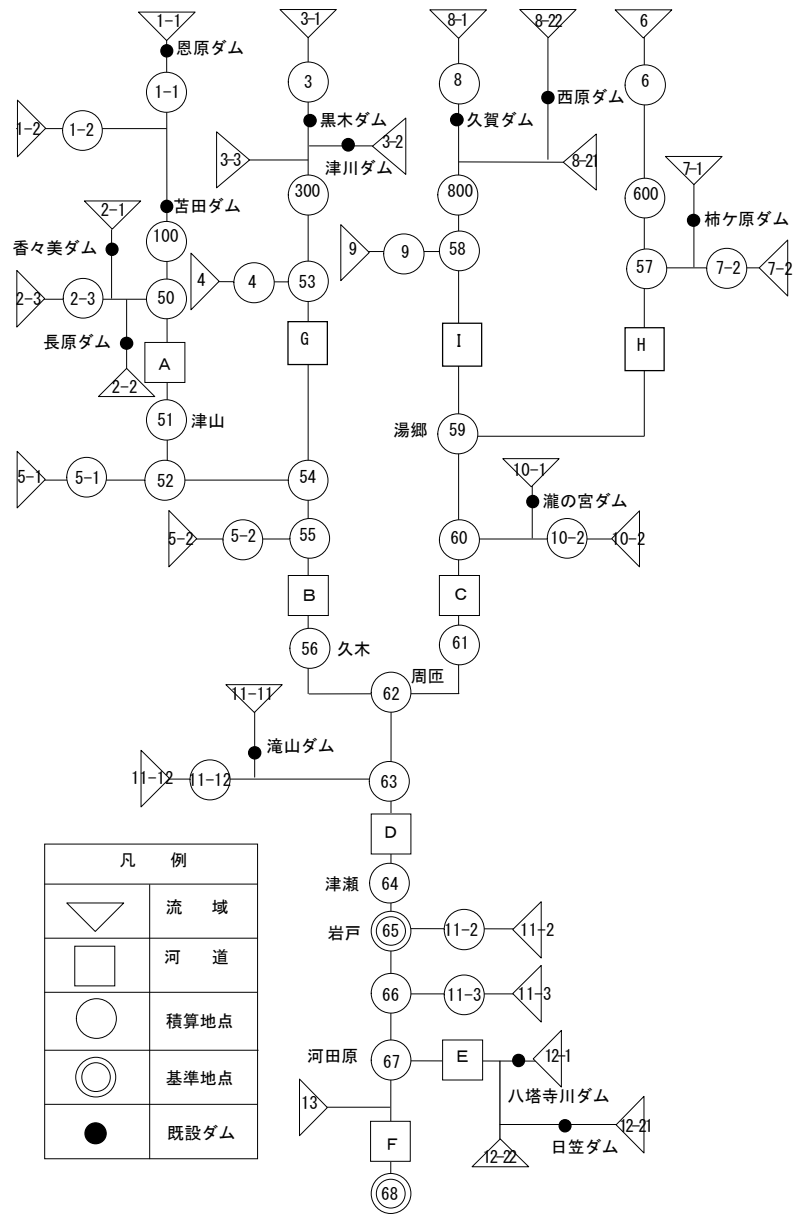 1-1
3-1
8-1
8-22
6
恩原ダム
1-1
3
8
6
西原ダム
黒木ダム
久賀ダム
1-2
1-2
3-3
津川ダム
3-2
8-21
7-1
苫田ダム
300
800
600
柿ケ原ダム
2-1
香々美ダム
100
9
9
58
57
7-2
7-2
2-3
2-3
50
4
4
53
長原ダム
A
G
I
H
2-2
51
津山
湯郷
59
5-1
5-1
52
54
10-1
瀧の宮ダム
5-2
5-2
55
60
10-2
10-2
B
C
56
久木
61
周匝
62
11-11
滝山ダム
11-12
11-12
63
D
津瀬
64
岩戸
65
11-2
11-2
66
11-3
11-3
河田原
67
E
12-1
八塔寺川ダム
13
12-21
日笠ダム
F
12-22
68
凡 例
流 域
河 道
積算地点
基準地点
既設ダム